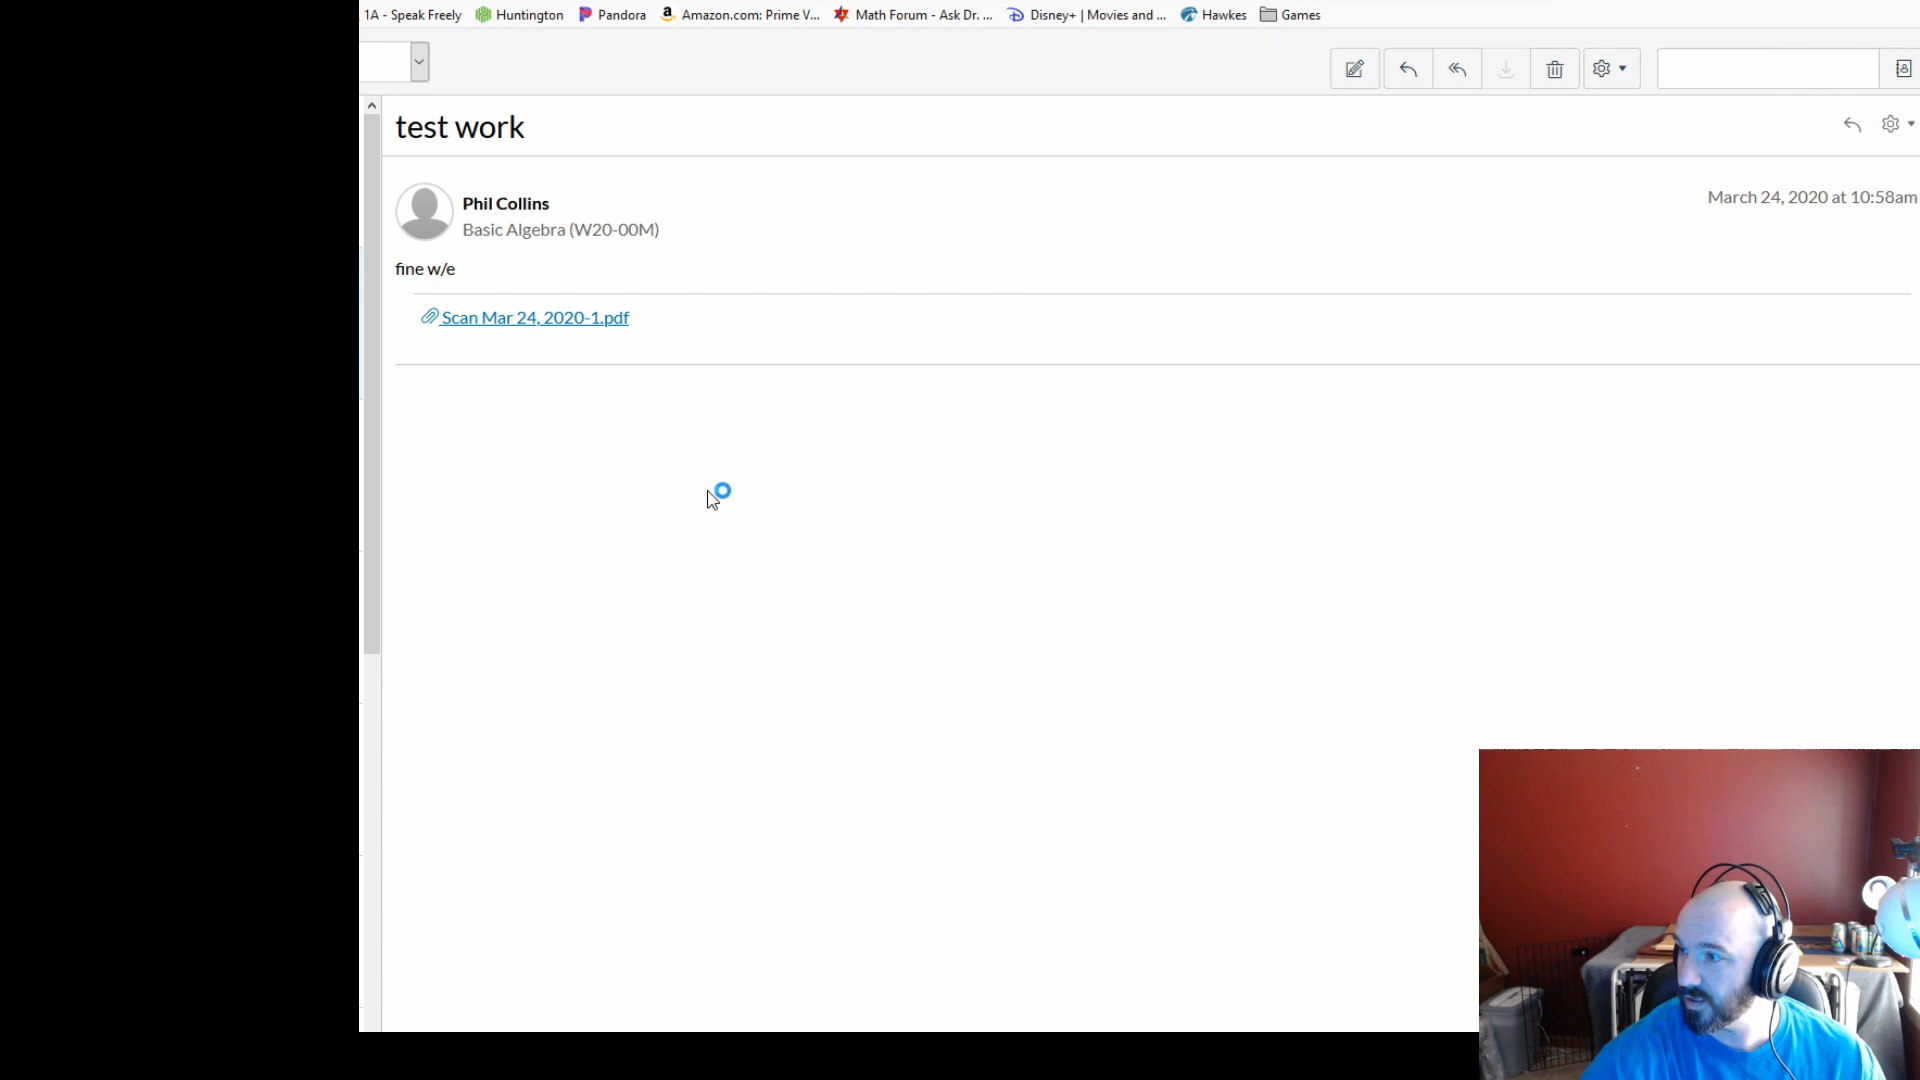 1A - Speak Freely Huntington Pandora Amazon.com: Prime V... Math Forum - Ask Dr. ... Disney+ | Movies and ... Hawkes Games
test work
Phil Collins
March 24, 2020 at 10:58am
Basic Algebra (W20-00M)
fine w/e
Scan Mar 24, 2020-1.pdf